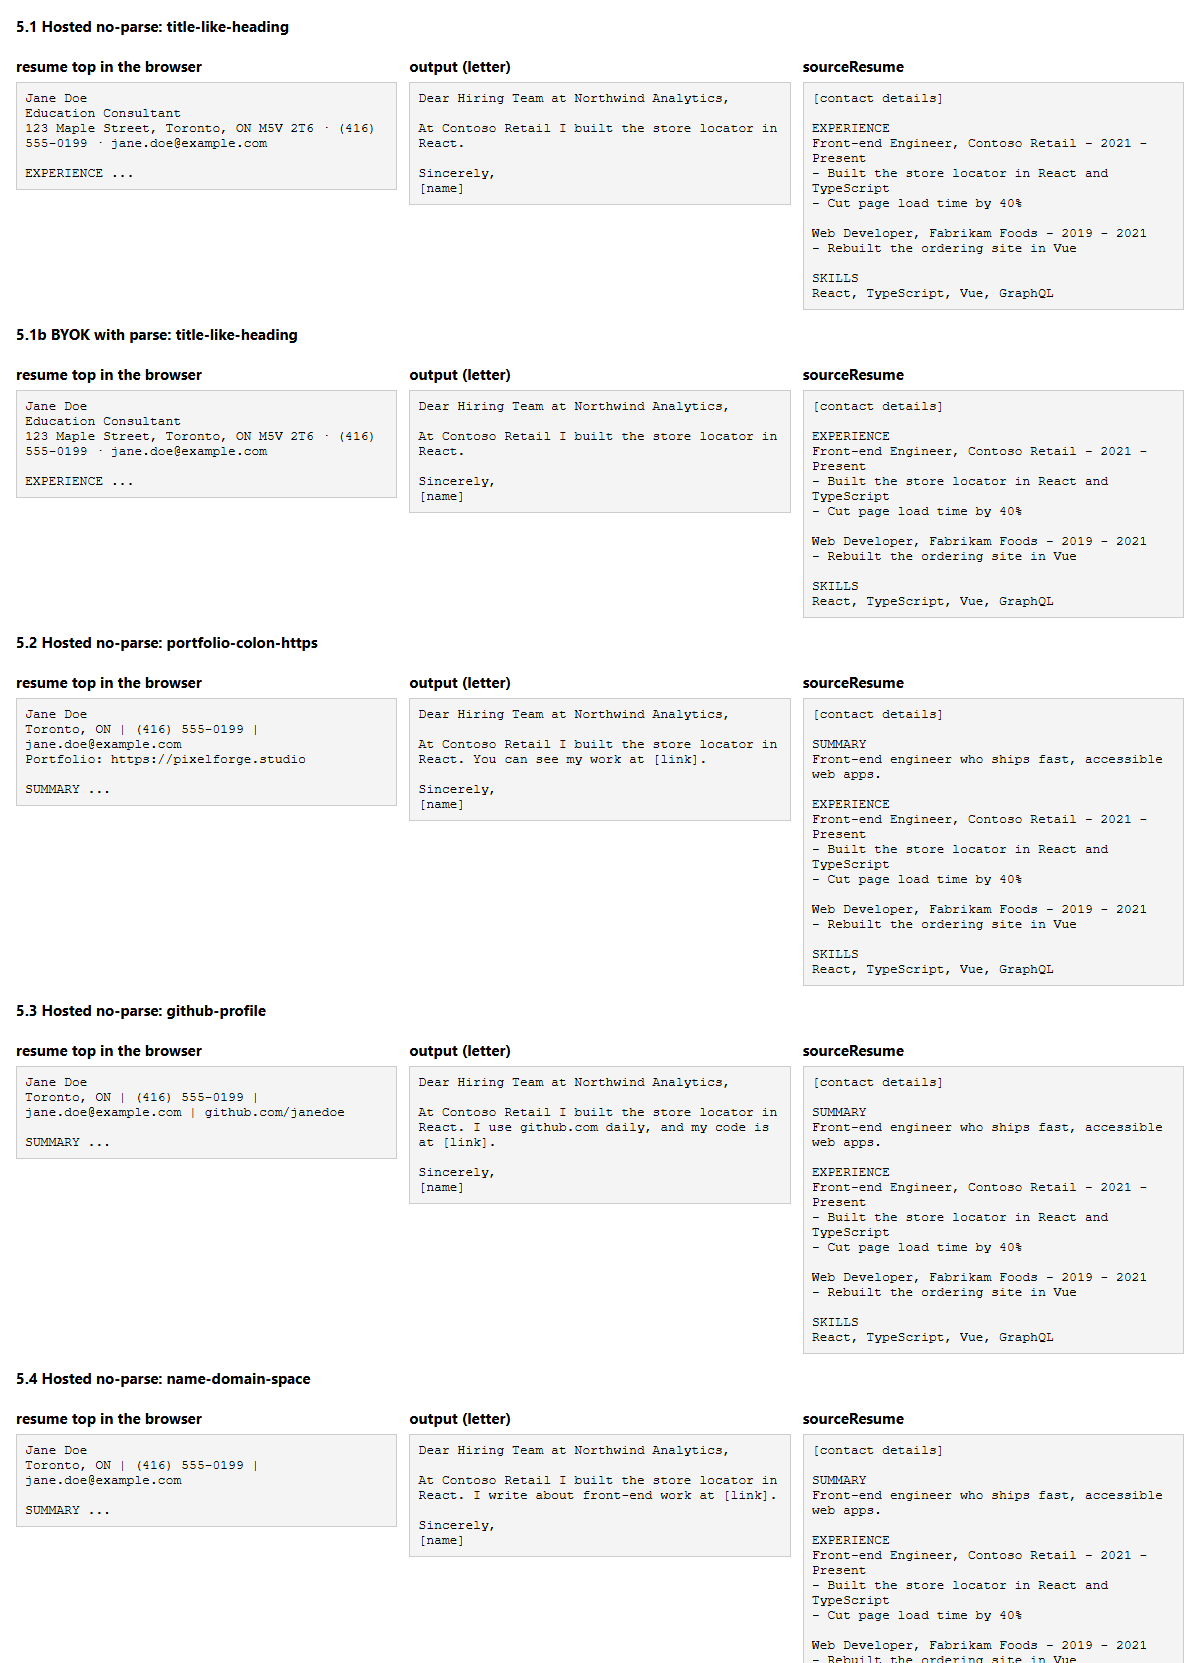 5.1 Hosted no-parse: title-like-heading
resume top in the browser
Jane Doe
Education Consultant
123 Maple Street, Toronto, ON M5V 2T6 · (416)
555-0199 · jane.doe@example.com
EXPERIENCE ...
output (letter)
Dear Hiring Team at Northwind Analytics,
At Contoso Retail I built the store locator in
React.
Sincerely,
[name]
sourceResume
[contact details]
EXPERIENCE
Front-end Engineer, Contoso Retail - 2021 -
Present
- Built the store locator in React and
TypeScript
- Cut page load time by 40%
Web Developer, Fabrikam Foods - 2019 - 2021
- Rebuilt the ordering site in Vue
SKILLS
React, TypeScript, Vue, GraphQL
5.1b BYOK with parse: title-like-heading
resume top in the browser
Jane Doe
Education Consultant
123 Maple Street, Toronto, ON M5V 2T6 · (416)
555-0199 · jane.doe@example.com
EXPERIENCE ...
output (letter)
Dear Hiring Team at Northwind Analytics,
At Contoso Retail I built the store locator in
React.
Sincerely,
[name]
sourceResume
[contact details]
EXPERIENCE
Front-end Engineer, Contoso Retail - 2021 -
Present
- Built the store locator in React and
TypeScript
- Cut page load time by 40%
Web Developer, Fabrikam Foods - 2019 - 2021
- Rebuilt the ordering site in Vue
SKILLS
React, TypeScript, Vue, GraphQL
5.2 Hosted no-parse: portfolio-colon-https
resume top in the browser
Jane Doe
Toronto, ON | (416) 555-0199 |
jane.doe@example.com
Portfolio: https://pixelforge.studio
SUMMARY ...
output (letter)
Dear Hiring Team at Northwind Analytics,
At Contoso Retail I built the store locator in
React. You can see my work at [link].
Sincerely,
[name]
sourceResume
[contact details]
SUMMARY
Front-end engineer who ships fast, accessible
web apps.
EXPERIENCE
Front-end Engineer, Contoso Retail - 2021 -
Present
- Built the store locator in React and
TypeScript
- Cut page load time by 40%
Web Developer, Fabrikam Foods - 2019 - 2021
- Rebuilt the ordering site in Vue
SKILLS
React, TypeScript, Vue, GraphQL
5.3 Hosted no-parse: github-profile
resume top in the browser
Jane Doe
Toronto, ON | (416) 555-0199 |
jane.doe@example.com | github.com/janedoe
SUMMARY ...
output (letter)
Dear Hiring Team at Northwind Analytics,
At Contoso Retail I built the store locator in
React. I use github.com daily, and my code is
at [link].
Sincerely,
[name]
sourceResume
[contact details]
SUMMARY
Front-end engineer who ships fast, accessible
web apps.
EXPERIENCE
Front-end Engineer, Contoso Retail - 2021 -
Present
- Built the store locator in React and
TypeScript
- Cut page load time by 40%
Web Developer, Fabrikam Foods - 2019 - 2021
- Rebuilt the ordering site in Vue
SKILLS
React, TypeScript, Vue, GraphQL
5.4 Hosted no-parse: name-domain-space
resume top in the browser
Jane Doe
Toronto, ON | (416) 555-0199 |
jane.doe@example.com
SUMMARY ...
output (letter)
Dear Hiring Team at Northwind Analytics,
At Contoso Retail I built the store locator in
React. I write about front-end work at [link].
Sincerely,
[name]
sourceResume
[contact details]
SUMMARY
Front-end engineer who ships fast, accessible
web apps.
EXPERIENCE
Front-end Engineer, Contoso Retail - 2021 -
Present
- Built the store locator in React and
TypeScript
- Cut page load time by 40%
Web Developer, Fabrikam Foods - 2019 - 2021
- Rebuilt the ordering site in Vue